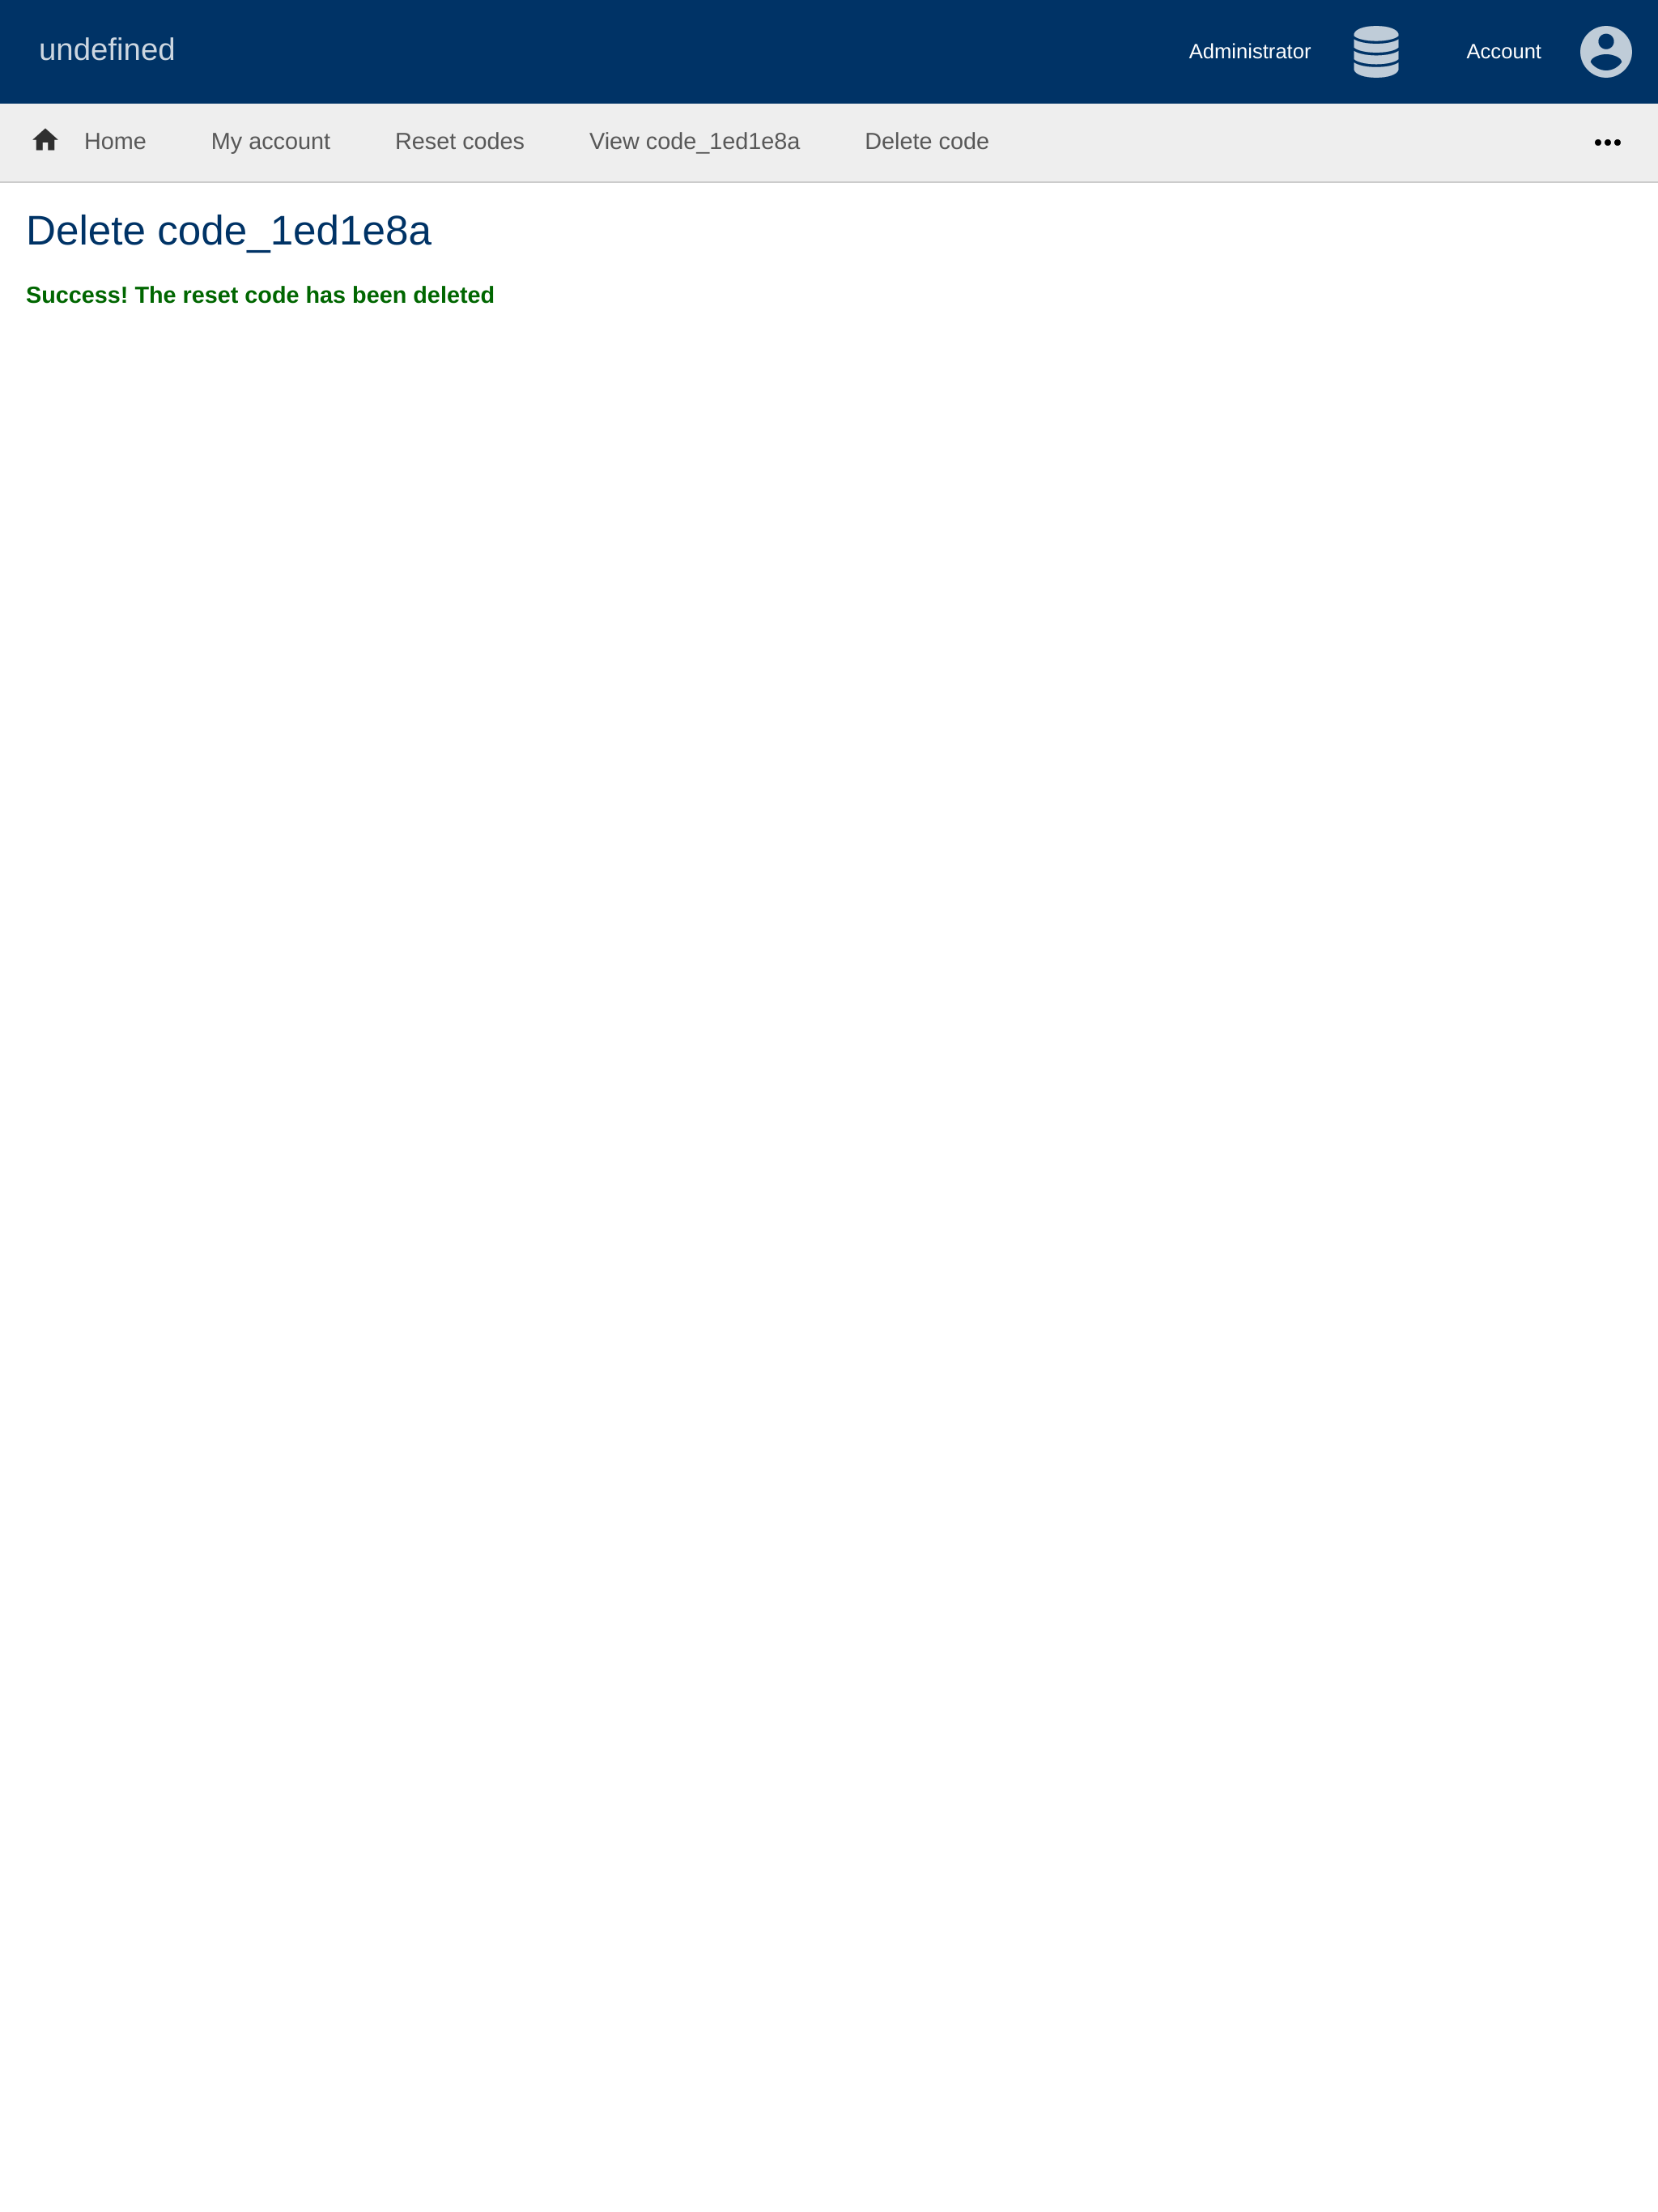 undefined
Administrator
Account
Home
My account
Reset codes
View code_1ed1e8a
Delete code
Delete code_1ed1e8a
Success! The reset code has been deleted